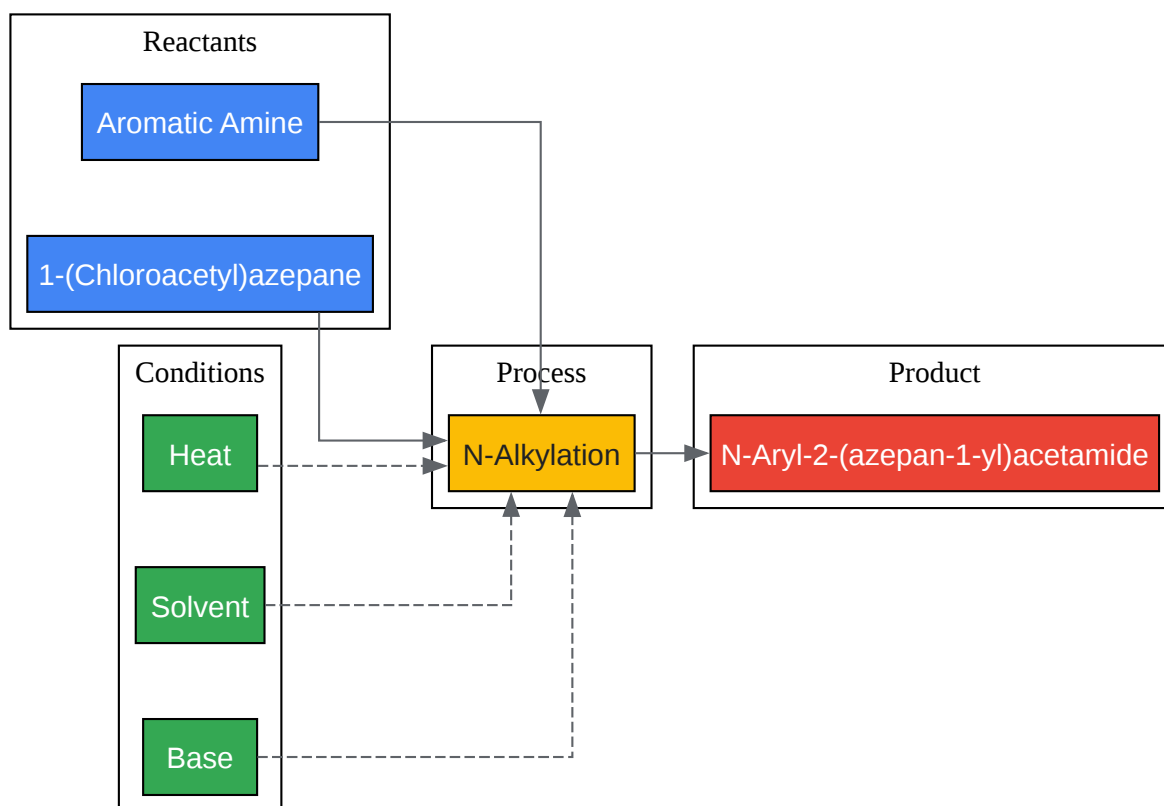 Reactants
Aromatic Amine
1-(Chloroacetyl)azepane
Conditions
Heat
Solvent
Base
Process
N-Alkylation
Product
N-Aryl-2-(azepan-1-yl)acetamide